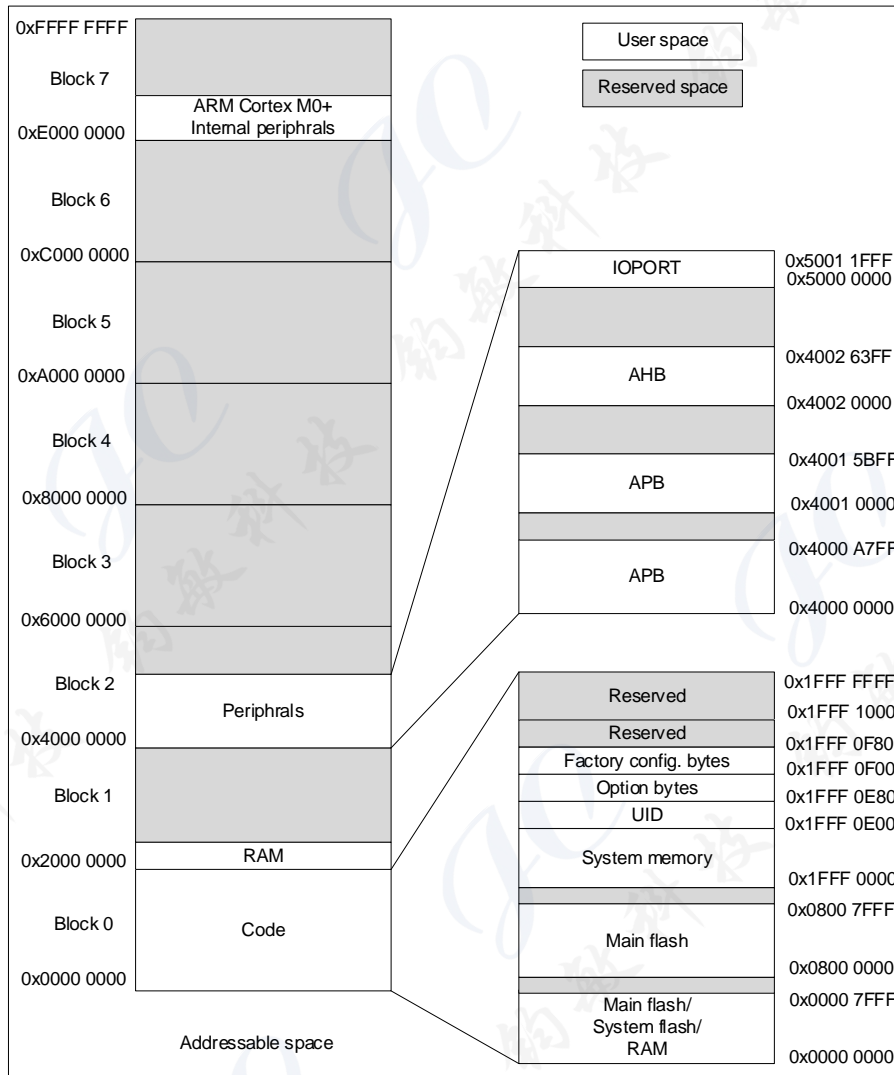 0xFFFF FFFF
Block 7
ARM Cortex M0+
Internal periphrals
0xE000 0000
Block 6
0xC000 0000
Block 5
0xA000 0000
Block 4
0x8000 0000
Block 3
0x6000 0000
Block 2
Periphrals
0x4000 0000
Block 1
0x2000 0000
RAM
Block 0
Code
0x0000 0000
Addressable space
User space
Reserved space
IOPORT
0x5001 1FFF
0x5000 0000
0x4002 63FF
AHB
0x4002 0000
0x4001 5BFF
APB
0x4001 0000
0x4000 A7FF
APB
0x4000 0000
0x1FFF FFFF
Reserved
0x1FFF 1000
Reserved
0x1FFF 0F80
Factory config. bytes
0x1FFF 0F00
Option bytes
0x1FFF 0E80
UID
0x1FFF 0E00
System memory
0x1FFF 0000
0x0800 7FFF
Main flash
0x0800 0000
0x0000 7FFF
Main flash/
System flash/
RAM
0x0000 0000
钧敏科技